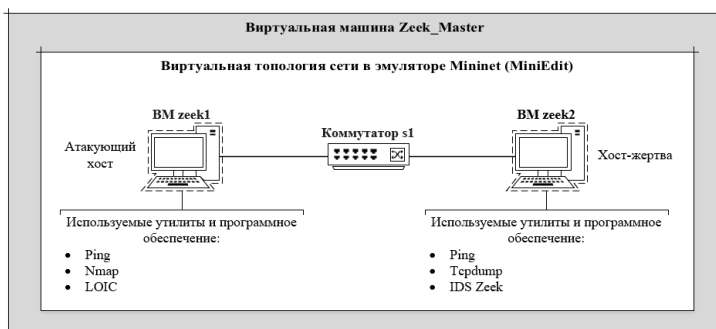 Виртуальная машина Zeek_Master
Виртуальная топология сети в эмуляторе Mininet (MiniEdit)
ВМ zeek1
Атакующий
хост
Коммутатор s1
ВМ zeek2
Хост-жертва
Используемые утилиты и программное
обеспечение:
• Ping
• Nmap
• LOIC
Используемые утилиты и программное
обеспечение:
• Ping
• Tcpdump
• IDS Zeek